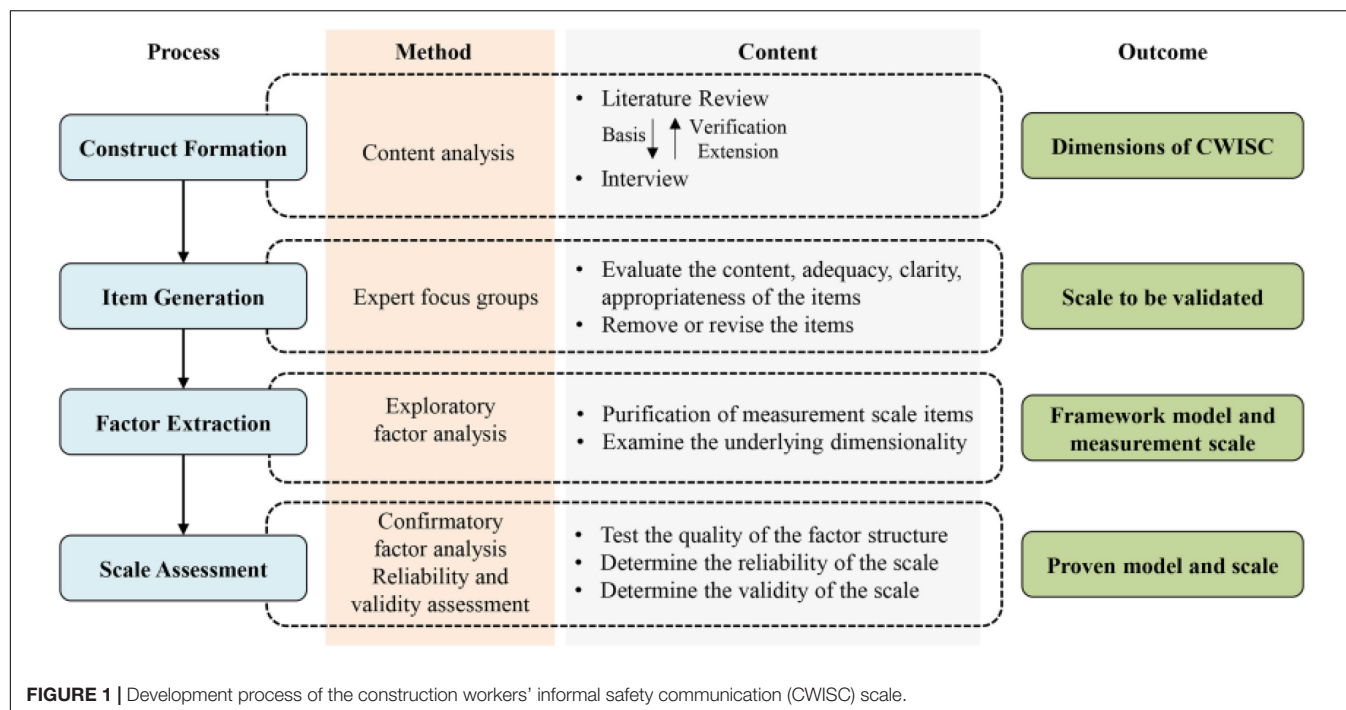 Process
Method
Content
Outcome
Construct Formation
Content analysis
• Literature Review
Basis
Verification
Extension
• Interview
Dimensions of CWISC
Item Generation
Expert focus groups
• Evaluate the content, adequacy, clarity,
appropriateness of the items
• Remove or revise the items
Scale to be validated
Factor Extraction
Exploratory
factor analysis
• Purification of measurement scale items
• Examine the underlying dimensionality
Framework model and
measurement scale
Scale Assessment
Confirmatory
factor analysis
Reliability and
validity assessment
• Test the quality of the factor structure
• Determine the reliability of the scale
• Determine the validity of the scale
Proven model and scale
FIGURE 1 | Development process of the construction workers' informal safety communication (CWISC) scale.